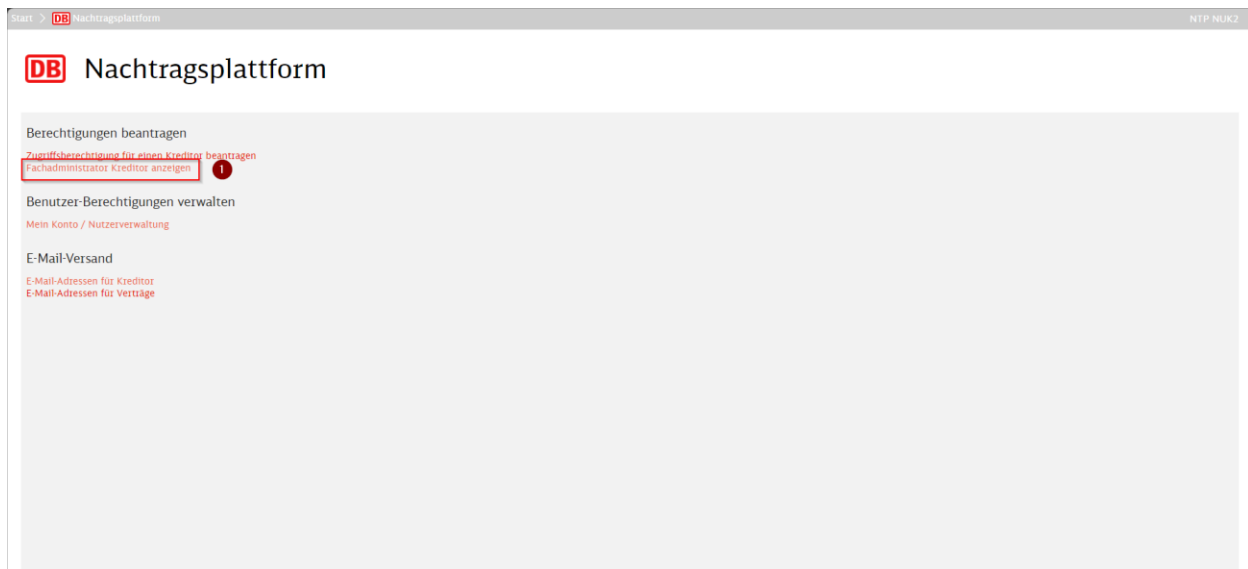 Start > DB Nachtragsplattform NTP NUK2
DB Nachtragsplattform
Berechtigungen beantragen
Zugriffsberechtigung für einen Kreditor beantragen
Fachadministrator Kreditor anzeigen 1
Benutzer-Berechtigungen verwalten
Mein Konto / Nutzerverwaltung
E-Mail-Versand
E-Mail-Adressen für Kreditor
E-Mail-Adressen für Verträge